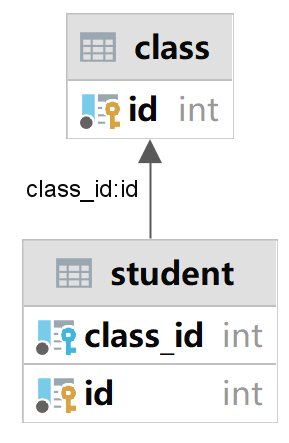 class
id int
class_id:id
student
class_id int
id int